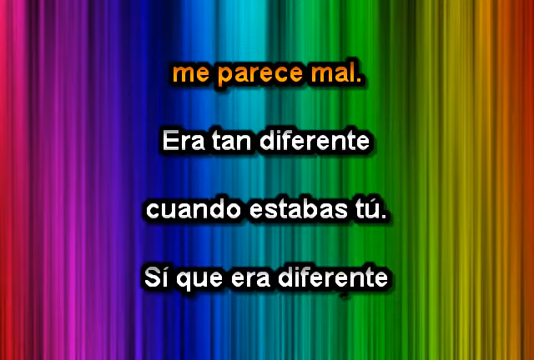 me parece mal.
Era tan diferente
cuando estabas tú.
Sí que era diferente